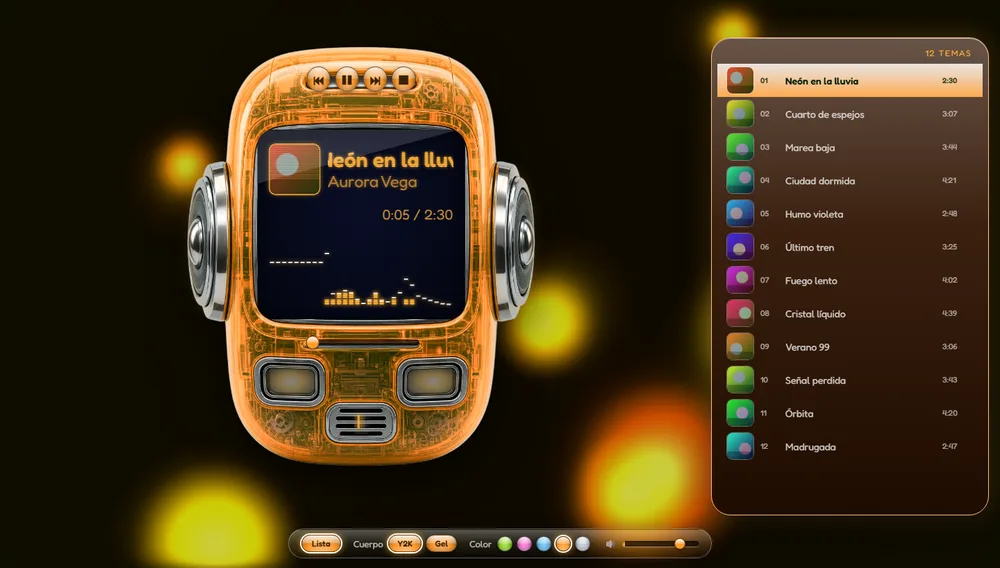 12 TEMAS
01 Neón en la lluvia 2:30
02 Cuarto de espejos 3:07
03 Marea baja 3:44
04 Ciudad dormida 4:21
05 Humo violeta 2:48
06 Último tren 3:25
07 Fuego lento 4:02
08 Cristal líquido 4:39
09 Verano 99 3:06
10 Señal perdida 3:43
11 Órbita 4:20
12 Madrugada 2:47
Neón en la lluv
Aurora Vega
0:05 / 2:30
Lista Cuerpo Y2K Gel Color